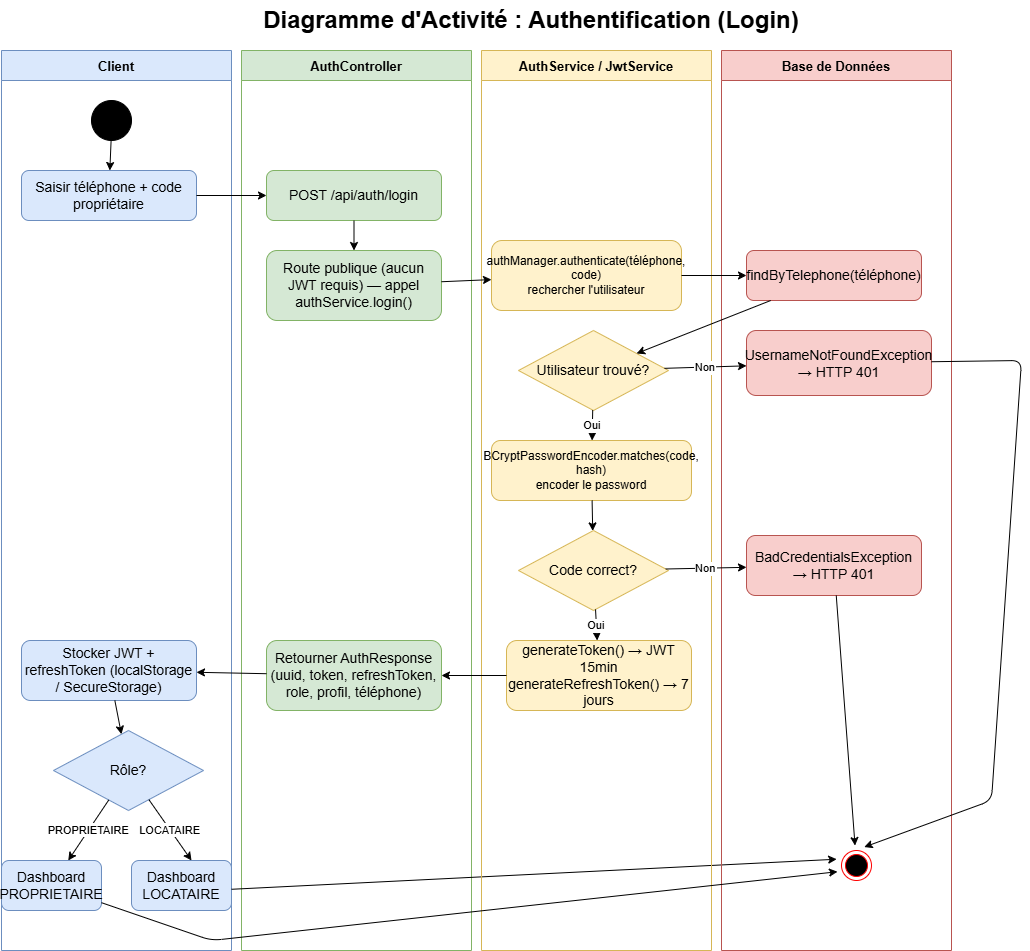 Diagramme d'Activité : Authentification (Login)
Client
AuthController
AuthService / JwtService
Base de Données
Saisir téléphone + code
propriétaire
POST /api/auth/login
Route publique (aucun
JWT requis) — appel
authService.login()
authManager.authenticate(téléphone,
code)
rechercher l'utilisateur
findByTelephone(téléphone)
Utilisateur trouvé?
Non
UsernameNotFoundException
→ HTTP 401
Oui
BCryptPasswordEncoder.matches(code,
hash)
encoder le password
Code correct?
Non
BadCredentialsException
→ HTTP 401
Oui
generateToken() → JWT
15min
generateRefreshToken() → 7
jours
Retourner AuthResponse
(uuid, token, refreshToken,
role, profil, téléphone)
Stocker JWT +
refreshToken (localStorage
/ SecureStorage)
Rôle?
PROPRIETAIRE
LOCATAIRE
Dashboard
PROPRIETAIRE
Dashboard
LOCATAIRE